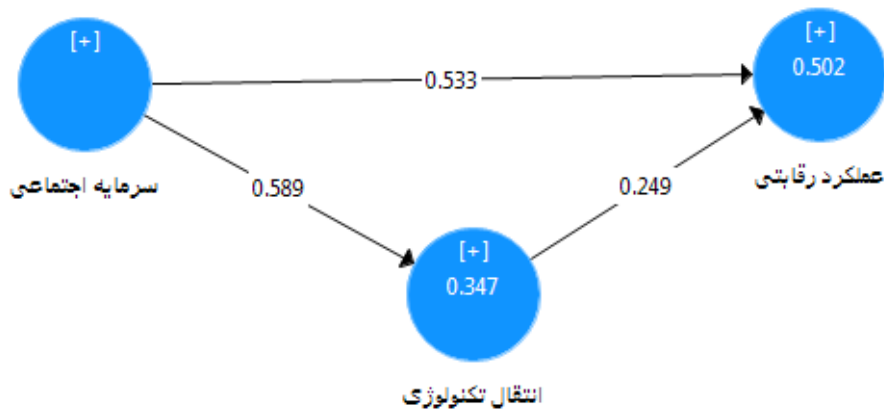 [+]
[+]
0.502
0.533
سرمایه اجتماعی
عملکرد رقابتی
0.589
0.249
[+]
0.347
انتقال تکنولوژی